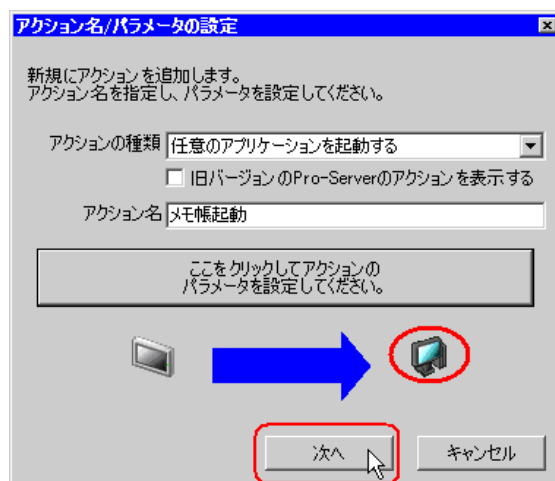 アクション名/パラメータの設定
新規にアクションを追加します。
アクション名を指定し、パラメータを設定してください。
アクションの種類 任意のアプリケーションを起動する
旧バージョンのPro-Serverのアクションを表示する
アクション名 メモ帳起動
ここをクリックしてアクションの
パラメータを設定してください。
次へ キャンセル